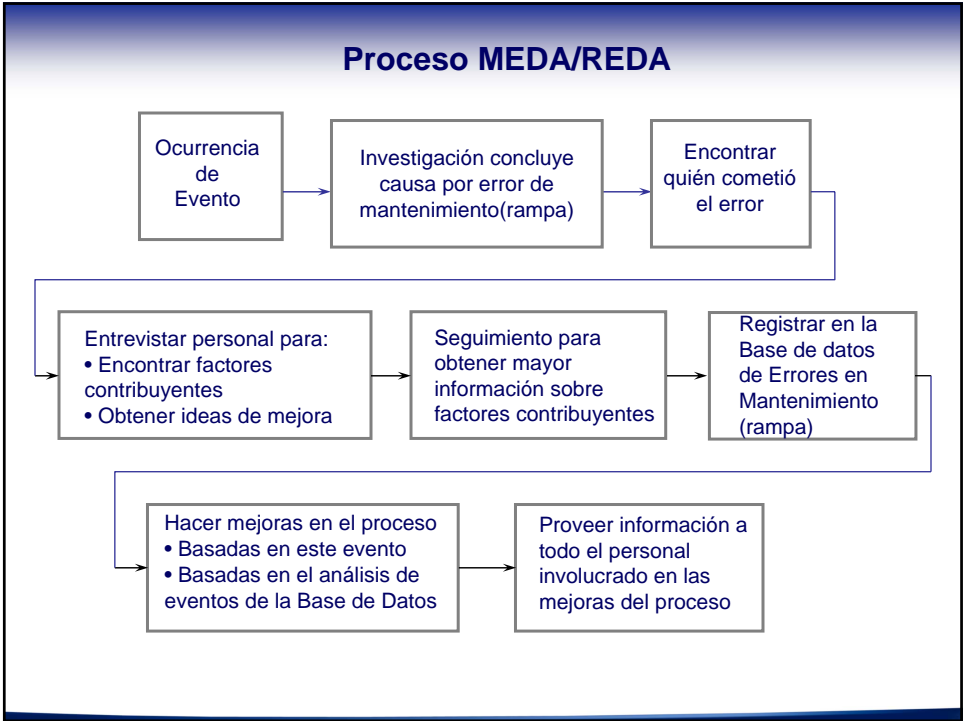 Proceso MEDA/REDA
Ocurrencia
de
Evento
Investigación concluye
causa por error de
mantenimiento(rampa)
Encontrar
quién cometió
el error
Entrevistar personal para:
• Encontrar factores
contribuyentes
• Obtener ideas de mejora
Seguimiento para
obtener mayor
información sobre
factores contribuyentes
Registrar en la
Base de datos
de Errores en
Mantenimiento
(rampa)
Hacer mejoras en el proceso
• Basadas en este evento
• Basadas en el análisis de
eventos de la Base de Datos
Proveer información a
todo el personal
involucrado en las
mejoras del proceso